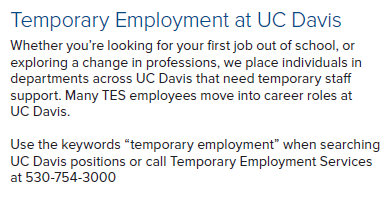 Temporary Employment at UC Davis
Whether you’re looking for your first job out of school, or
exploring a change in professions, we place individuals in
departments across UC Davis that need temporary staff
support. Many TES employees move into career roles at
UC Davis.
Use the keywords “temporary employment” when searching
UC Davis positions or call Temporary Employment Services
at 530-754-3000